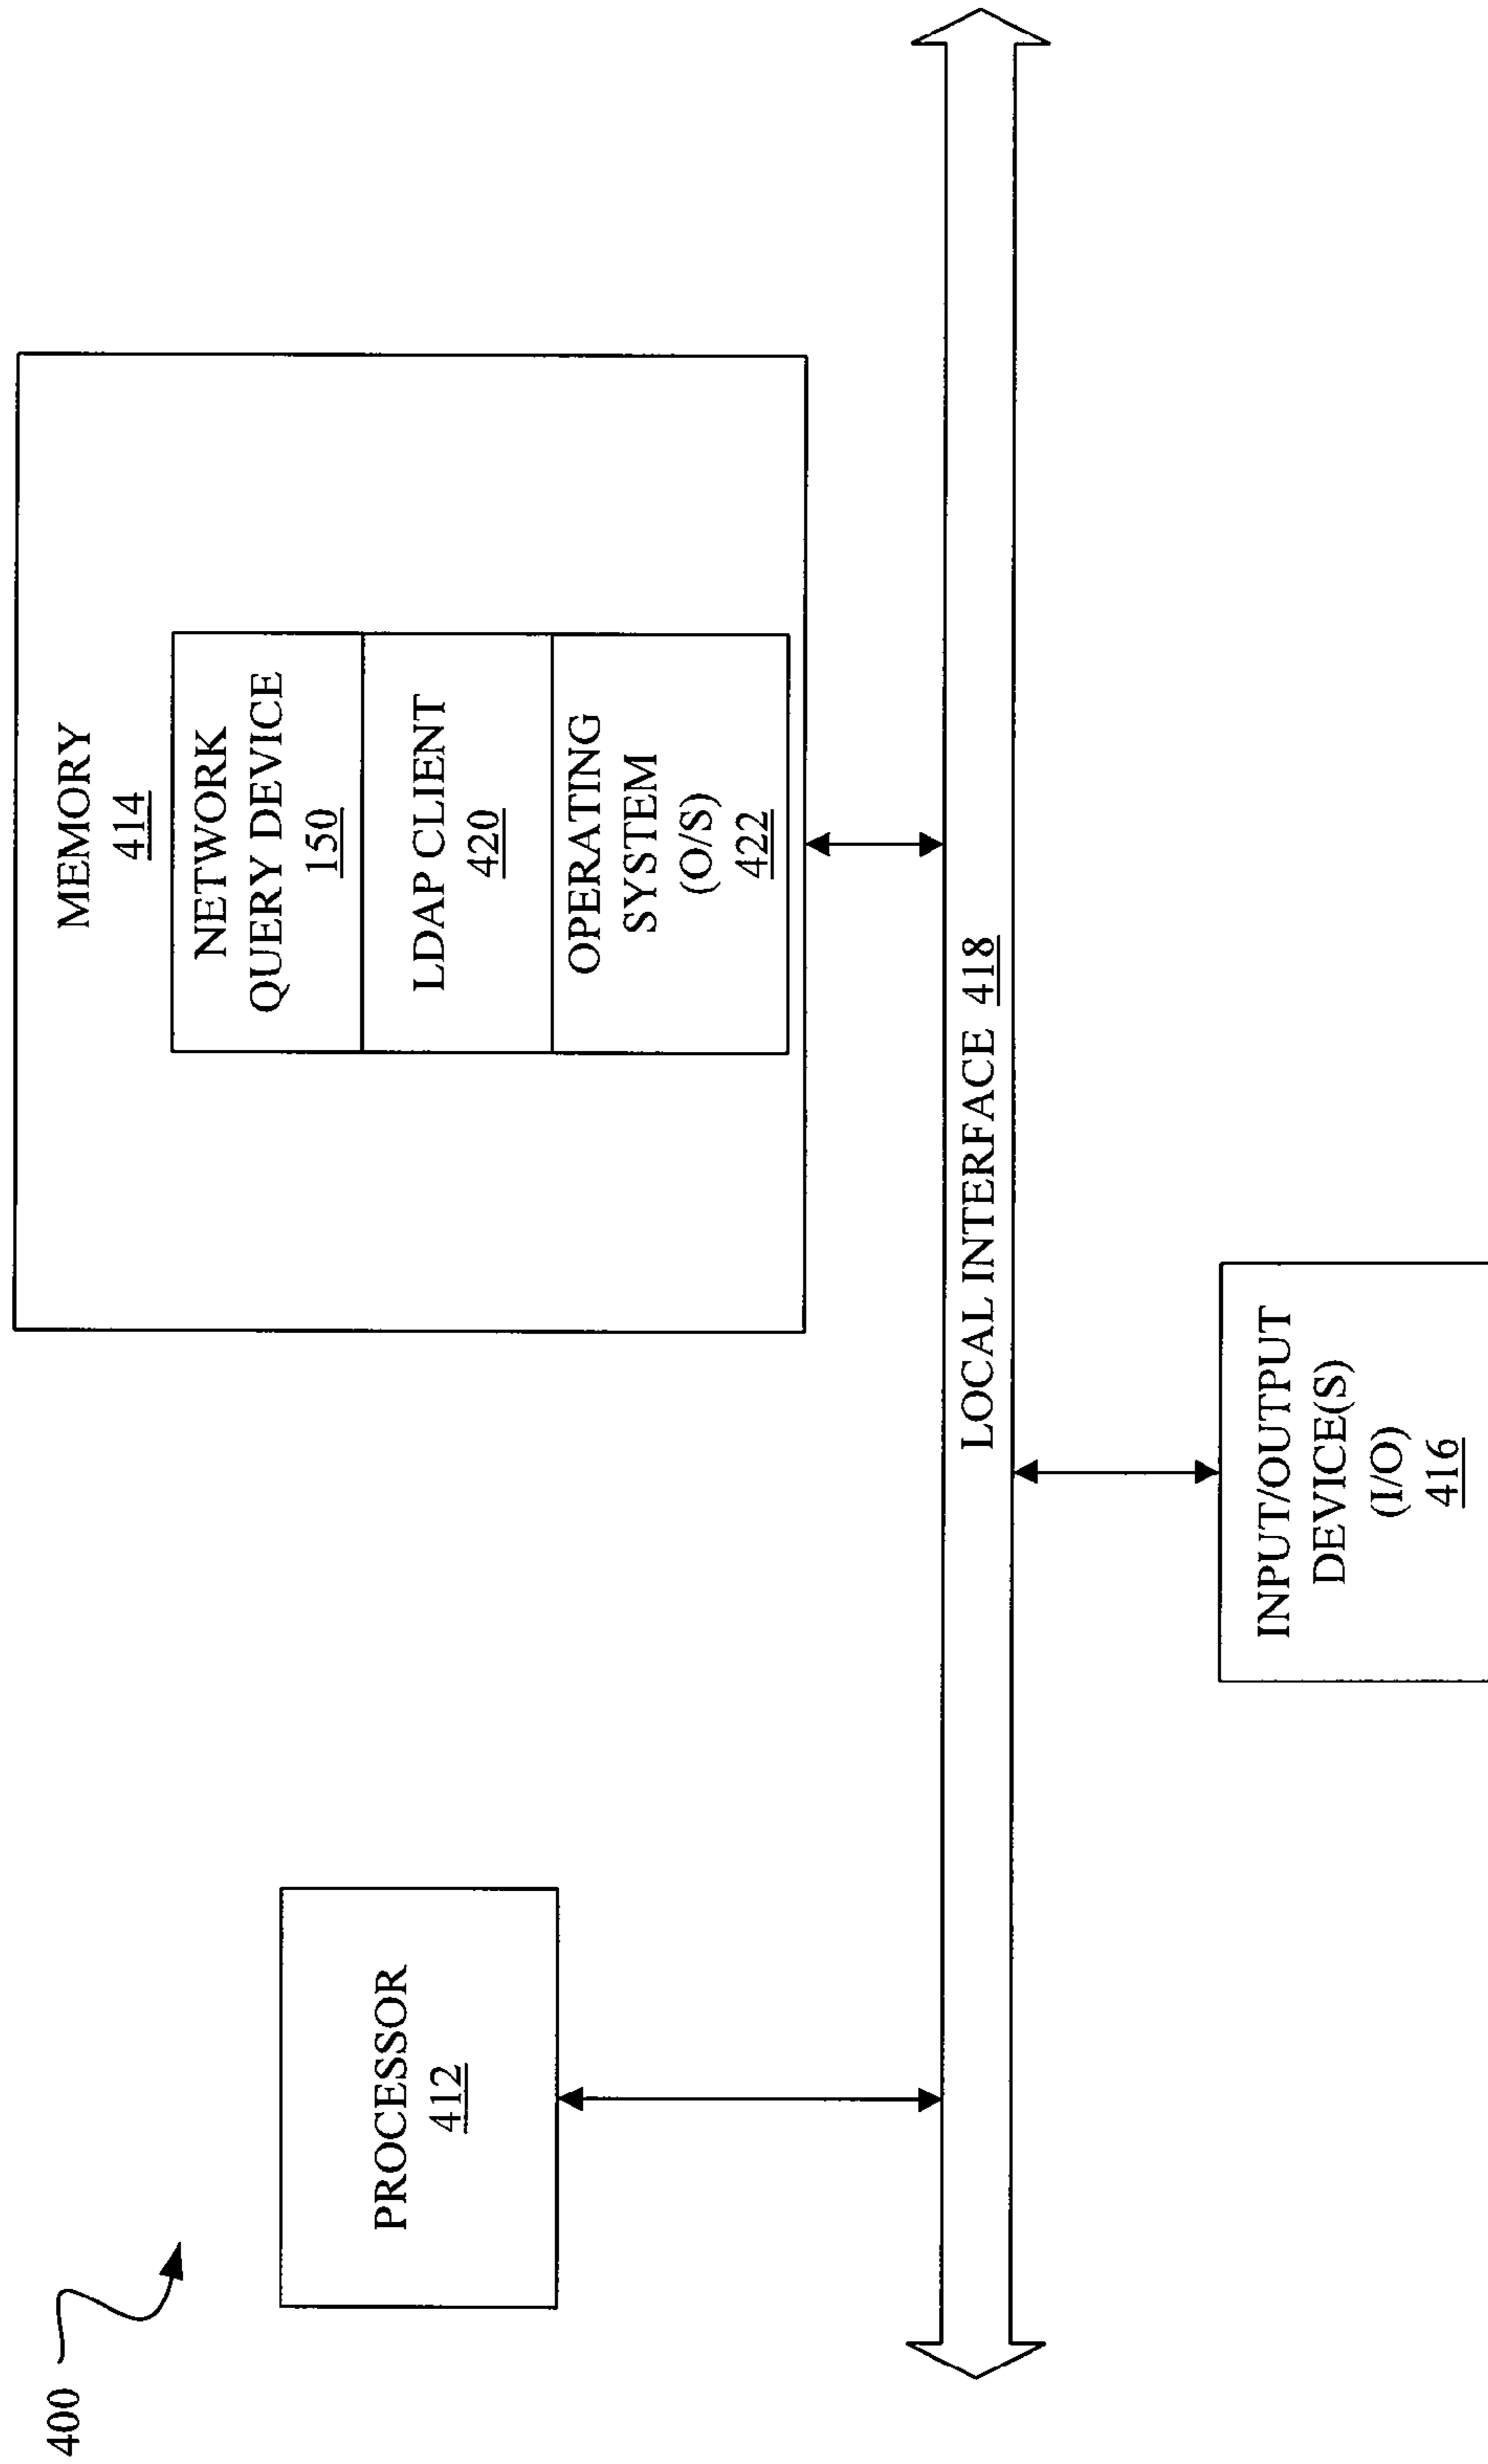 400
PROCESSOR
412
MEMORY
414
NETWORK
QUERY DEVICE
150
LDAP CLIENT
420
OPERATING
SYSTEM
(O/S)
422
LOCAL INTERFACE 418
INPUT/OUTPUT
DEVICE(S)
(I/O)
416